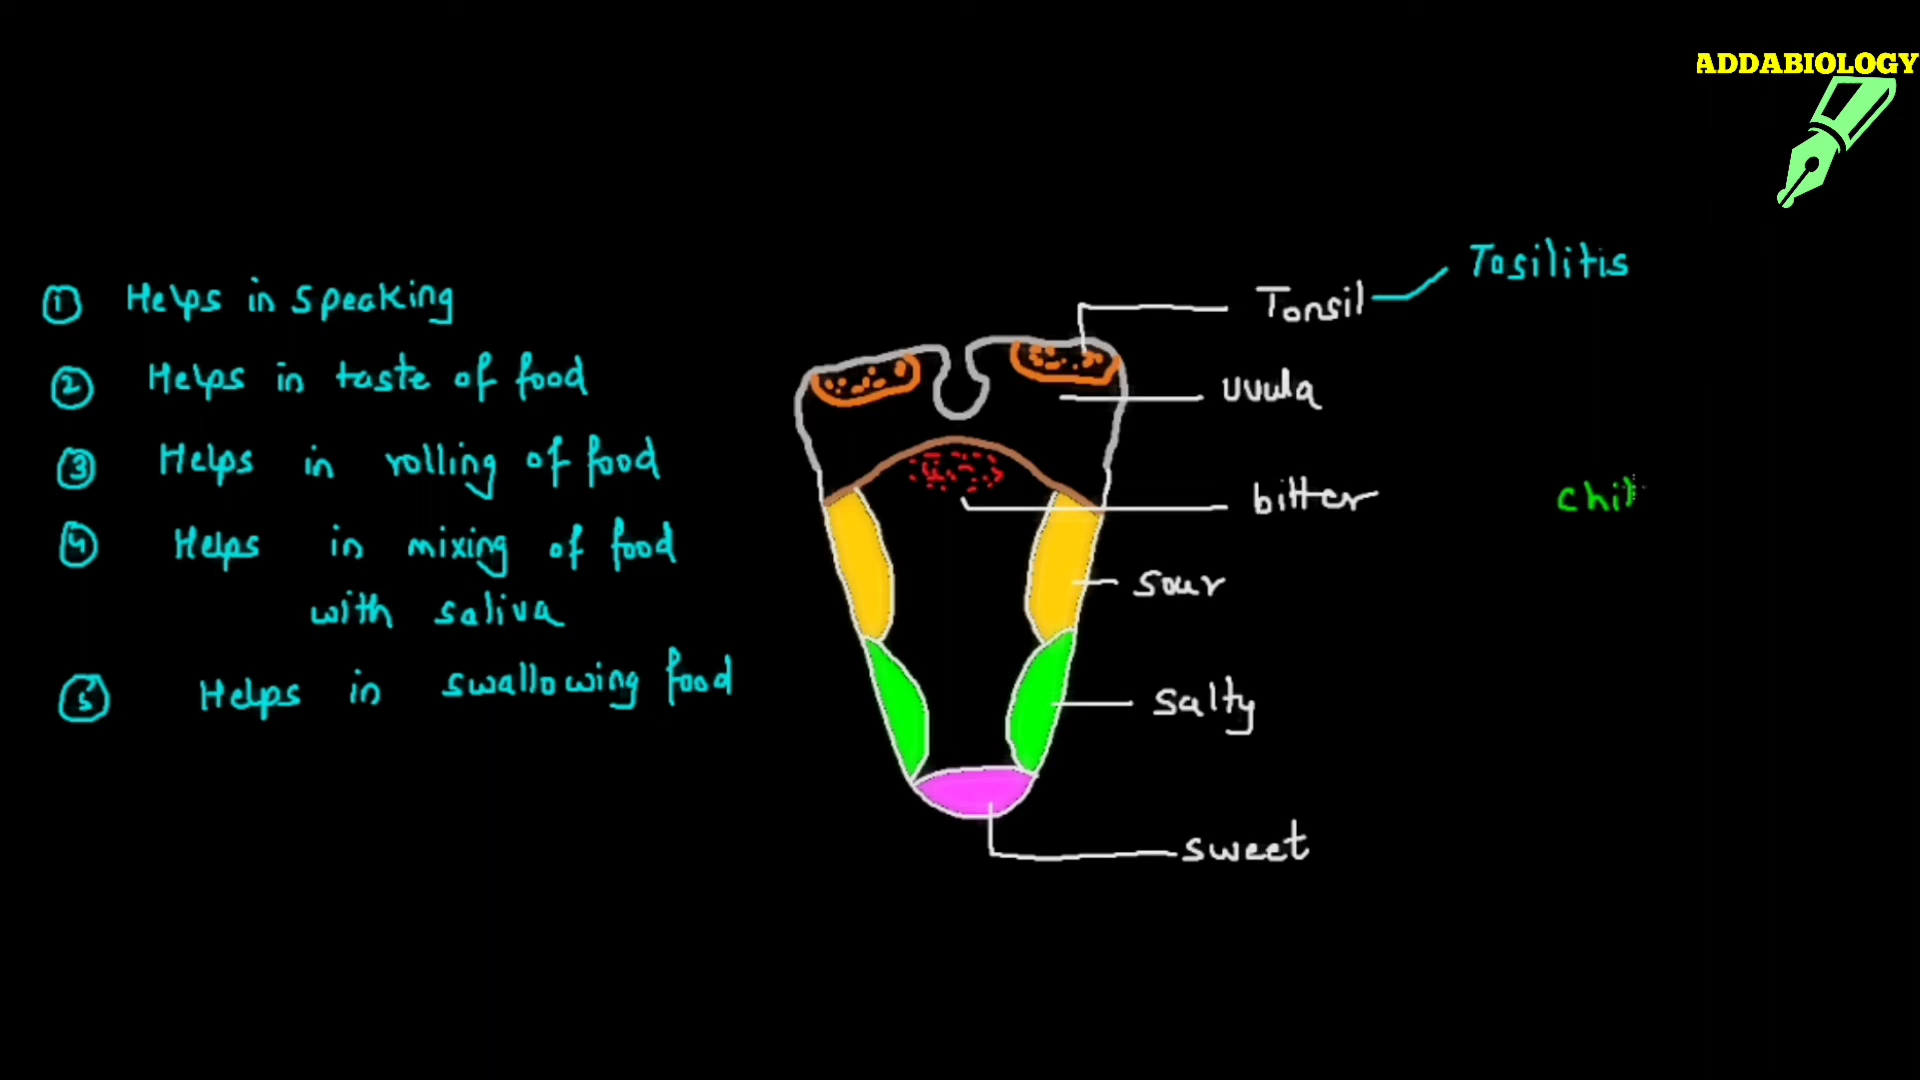 ADDABIOLOGY
① Helps in speaking
② Helps in taste of food
③ Helps in rolling of food
④ Helps in mixing of food
with saliva
⑤ Helps in swallowing food
Tonsil
Tosilitis
uvula
bitter
chil
sour
salty
sweet